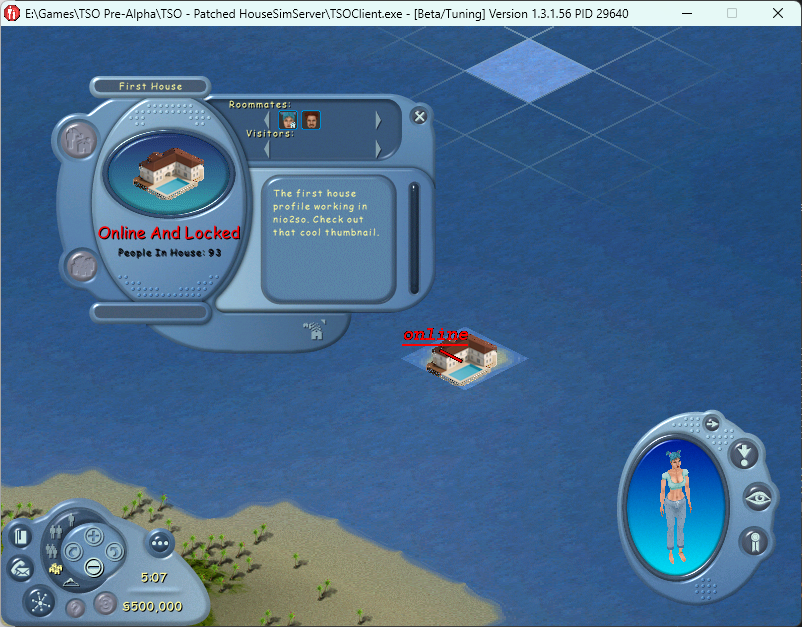 E:\Games\TSO Pre-Alpha\TSO - Patched HouseSimServer\TSOClient.exe - [Beta/Tuning] Version 1.3.1.56 PID 29640
First House
Roommates:
Visitors:
The first house
profile working in
nio2so. Check out
that cool thumbnail.
Online And Locked
People In House: 93
online
5:07
$500,000